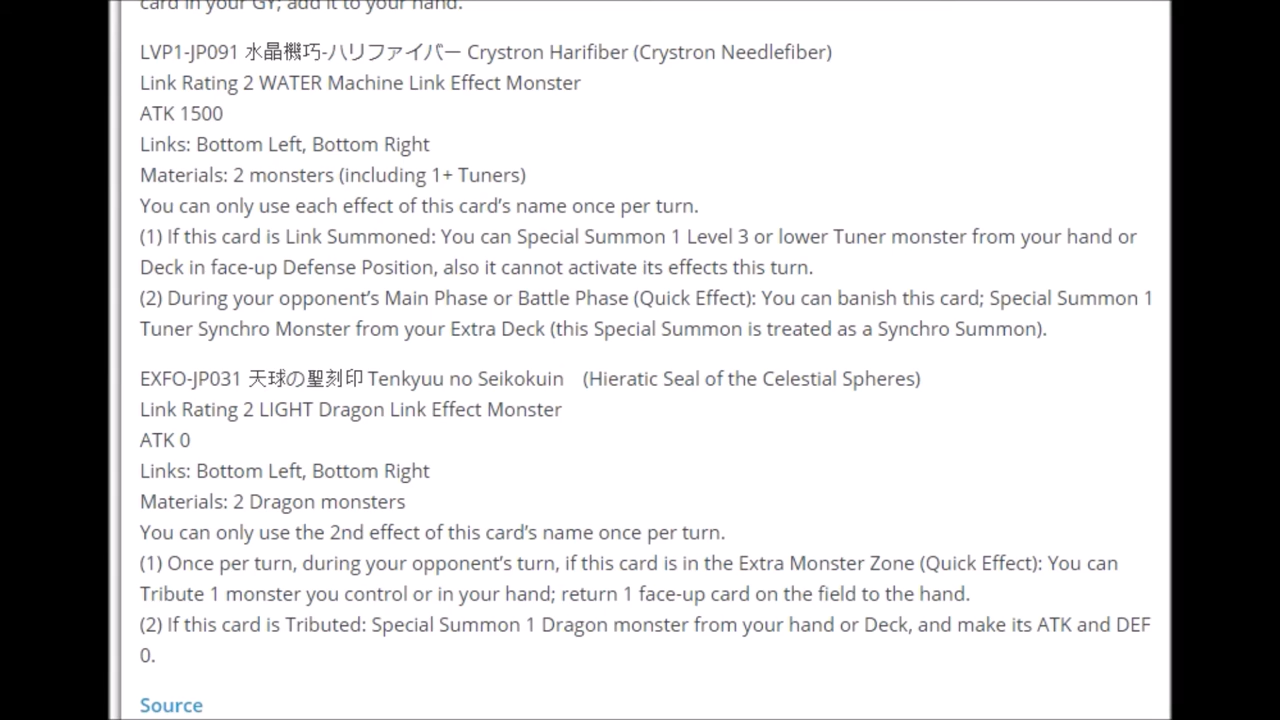 card in your GY; add it to your hand.
LVP1-JP091 水晶機巧-ハリファイバー Crystron Harifiber (Crystron Needlefiber)
Link Rating 2 WATER Machine Link Effect Monster
ATK 1500
Links: Bottom Left, Bottom Right
Materials: 2 monsters (including 1+ Tuners)
You can only use each effect of this card’s name once per turn.
(1) If this card is Link Summoned: You can Special Summon 1 Level 3 or lower Tuner monster from your hand or
Deck in face-up Defense Position, also it cannot activate its effects this turn.
(2) During your opponent’s Main Phase or Battle Phase (Quick Effect): You can banish this card; Special Summon 1
Tuner Synchro Monster from your Extra Deck (this Special Summon is treated as a Synchro Summon).
EXFO-JP031 天球の聖刻印 Tenkyuu no Seikokuin　(Hieratic Seal of the Celestial Spheres)
Link Rating 2 LIGHT Dragon Link Effect Monster
ATK 0
Links: Bottom Left, Bottom Right
Materials: 2 Dragon monsters
You can only use the 2nd effect of this card’s name once per turn.
(1) Once per turn, during your opponent’s turn, if this card is in the Extra Monster Zone (Quick Effect): You can
Tribute 1 monster you control or in your hand; return 1 face-up card on the field to the hand.
(2) If this card is Tributed: Special Summon 1 Dragon monster from your hand or Deck, and make its ATK and DEF
0.
Source